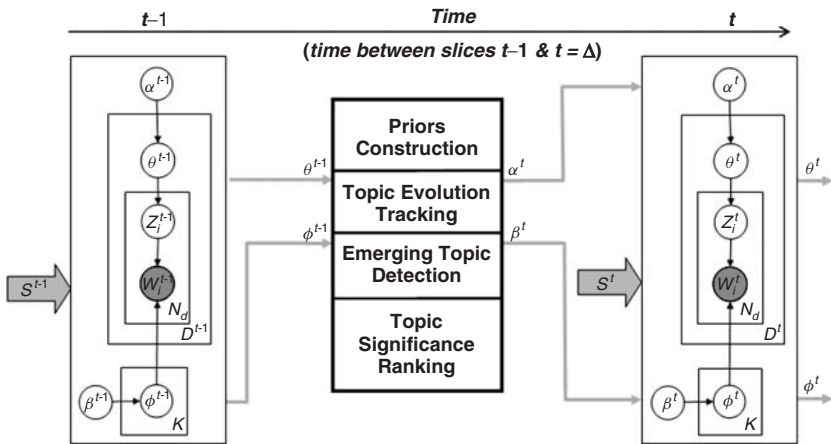 t–1 Time t
(time between slices t–1 & t = Δ)
α^{t-1}
θ^{t-1}
Z_i^{t-1}
W_i^{t-1}
N_d
D^{t-1}
S^{t-1}
β^{t-1}
ϕ^{t-1}
K
θ^{t-1}
ϕ^{t-1}
Priors
Construction
Topic Evolution
Tracking
Emerging Topic
Detection
Topic
Significance
Ranking
α^t
β^t
S^t
α^t
θ^t
Z_i^t
W_i^t
N_d
D^t
β^t
ϕ^t
K
θ^t
ϕ^t